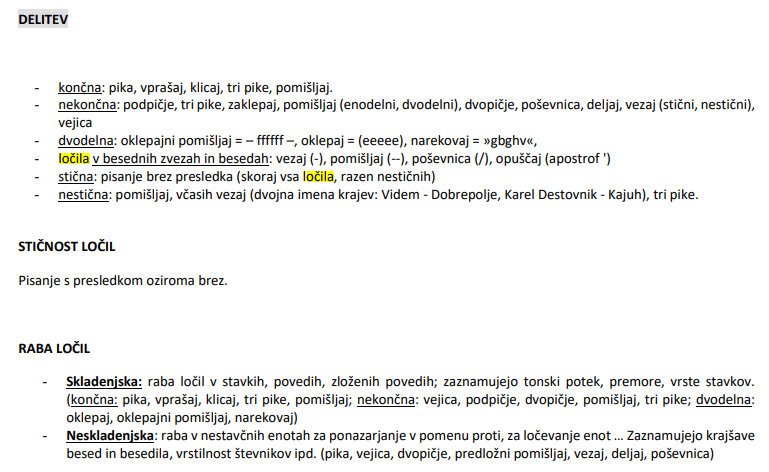 DELITEV
- končna: pika, vprašaj, klicaj, tri pike, pomišljaj.
- nekončna: podpičje, tri pike, zaklepaj, pomišljaj (enodelni, dvodelni), dvopičje, poševnica, deljaj, vezaj (stični, nestični),
vejica
- dvodelna: oklepajni pomišljaj = – ffffff –, oklepaj = (eeeee), narekovaj = »gbghv«,
- ločila v besednih zvezah in besedah: vezaj (-), pomišljaj (--), poševnica (/), opuščaj (apostrof ')
- stična: pisanje brez presledka (skoraj vsa ločila, razen nestičnih)
- nestična: pomišljaj, včasih vezaj (dvojna imena krajev: Videm - Dobrepolje, Karel Destovnik - Kajuh), tri pike.
STIČNOST LOČIL
Pisanje s presledkom oziroma brez.
RABA LOČIL
- Skladenjska: raba ločil v stavkih, povedih, zloženih povedih; zaznamujejo tonski potek, premore, vrste stavkov.
(končna: pika, vprašaj, klicaj, tri pike, pomišljaj; nekončna: vejica, podpičje, dvopičje, pomišljaj, tri pike; dvodelna:
oklepaj, oklepajni pomišljaj, narekovaj)
- Neskladenjska: raba v nestavčnih enotah za ponazarjanje v pomenu proti, za ločevanje enot … Zaznamujejo krajšave
besed in besedila, vrstilnost števnikov ipd. (pika, vejica, dvopičje, predložni pomišljaj, vezaj, deljaj, poševnica)